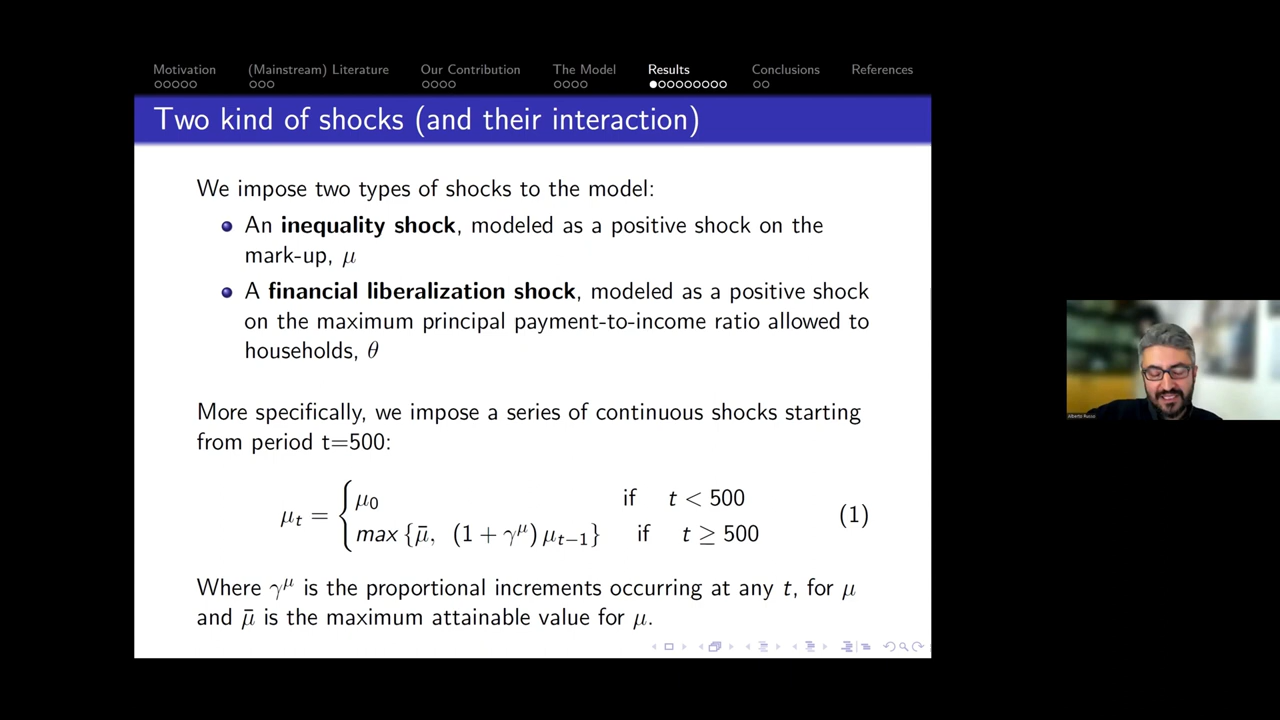 Motivation (Mainstream) Literature Our Contribution The Model Results Conclusions References
Two kind of shocks (and their interaction)
We impose two types of shocks to the model:
An inequality shock, modeled as a positive shock on the
mark-up, μ
A financial liberalization shock, modeled as a positive shock
on the maximum principal payment-to-income ratio allowed to
households, θ
More specifically, we impose a series of continuous shocks starting
from period t=500:
μ_t = { μ_0 if t < 500
max {μ̄, (1 + γ^μ) μ_{t−1}} if t ≥ 500 (1)
Where γ^μ is the proportional increments occurring at any t, for μ
and μ̄ is the maximum attainable value for μ.